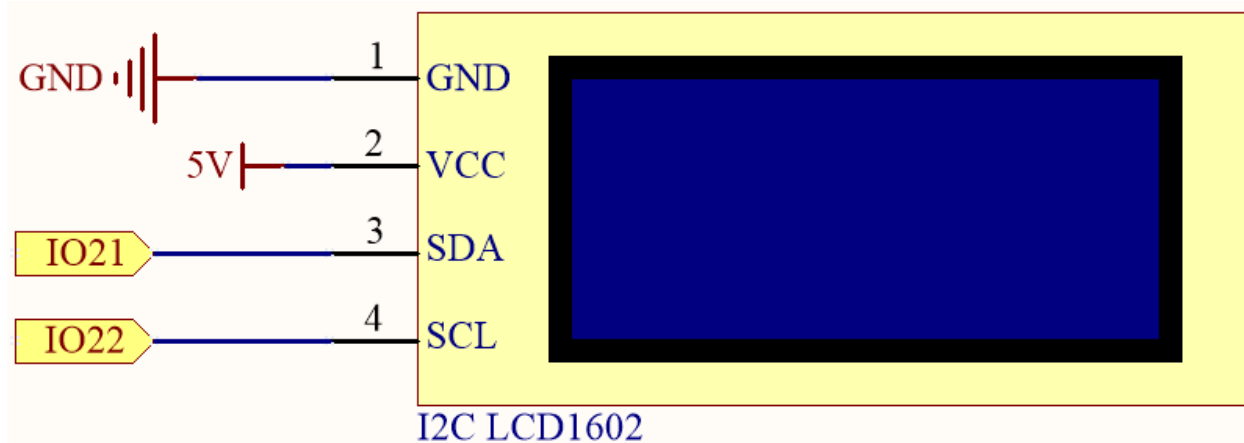 GND 1 GND
5V 2 VCC
IO21 3 SDA
IO22 4 SCL
I2C LCD1602